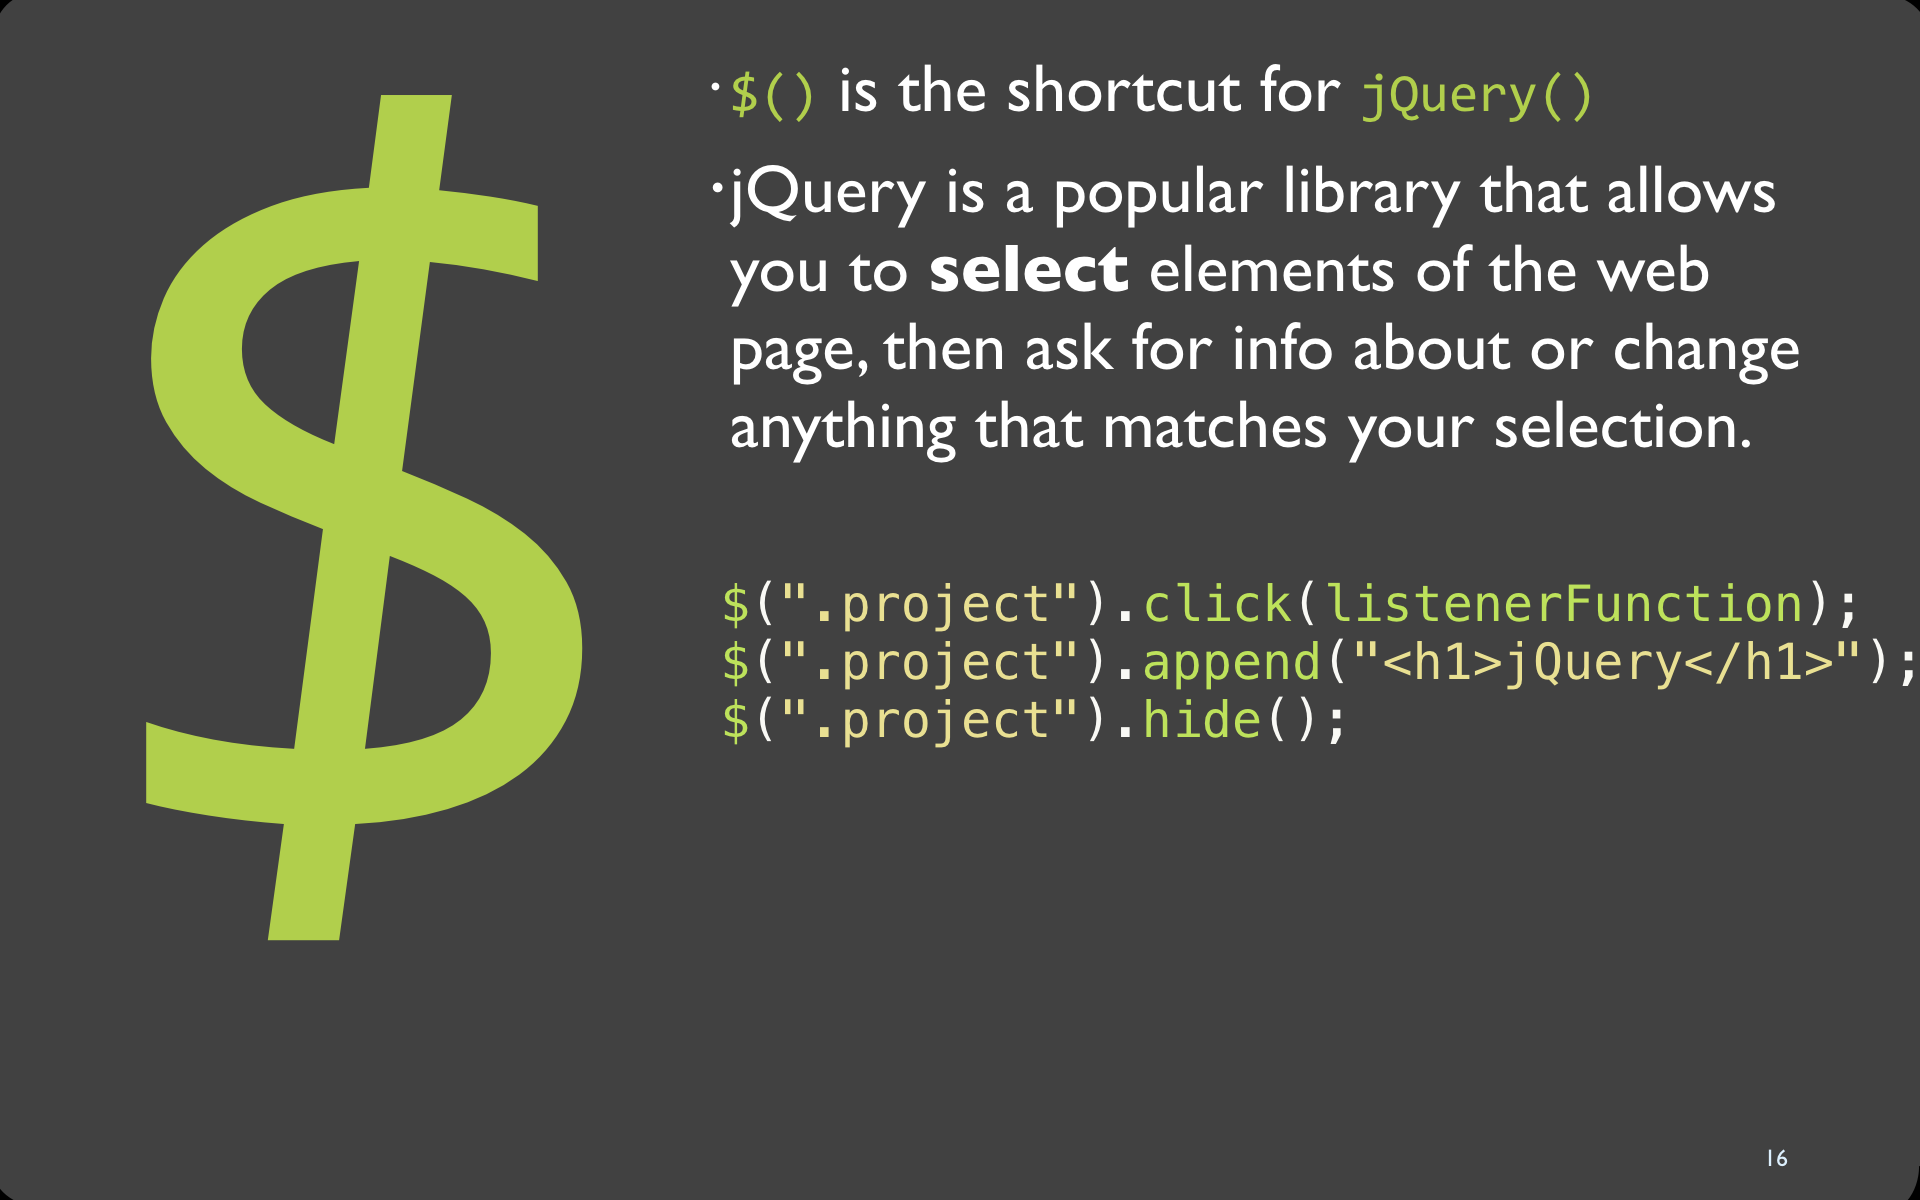 $
• $() is the shortcut for jQuery()
• jQuery is a popular library that allows
you to select elements of the web
page, then ask for info about or change
anything that matches your selection.
$(".project").click(listenerFunction);
$(".project").append("<h1>jQuery</h1>");
$(".project").hide();
16